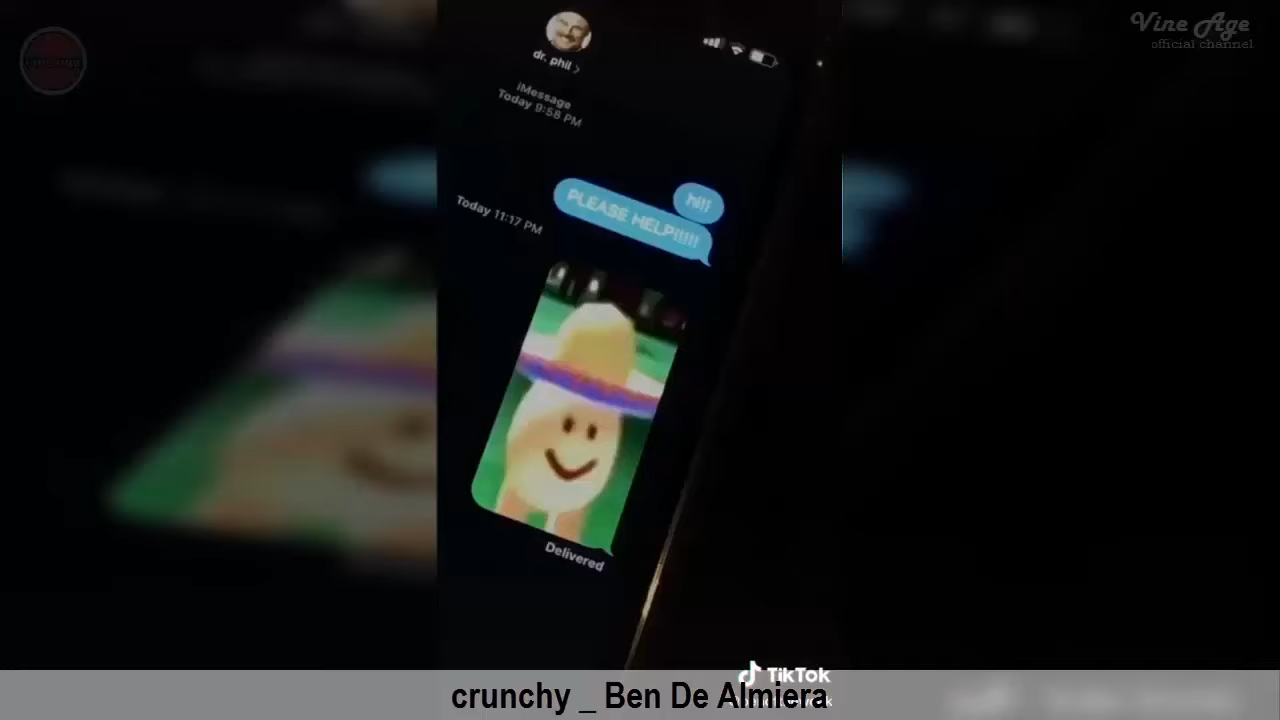 Vine Age
official channel
dr. phil >
iMessage
Today 9:58 PM
hi!!
PLEASE HELP!!!!!
Today 11:17 PM
Delivered
TikTok
crunchy _ Ben De Almiera